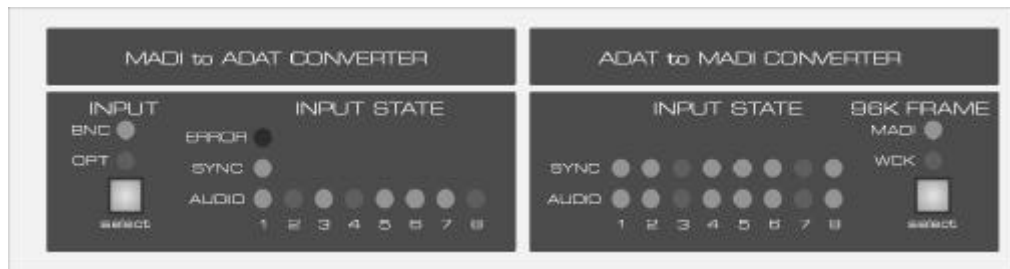 MADI to ADAT CONVERTER
INPUT
INPUT STATE
BNC
ERROR
OPT
SYNC
AUDIO
select
1 2 3 4 5 6 7 8
ADAT to MADI CONVERTER
INPUT STATE
96K FRAME
MADI
SYNC
WCK
AUDIO
1 2 3 4 5 6 7 8
select